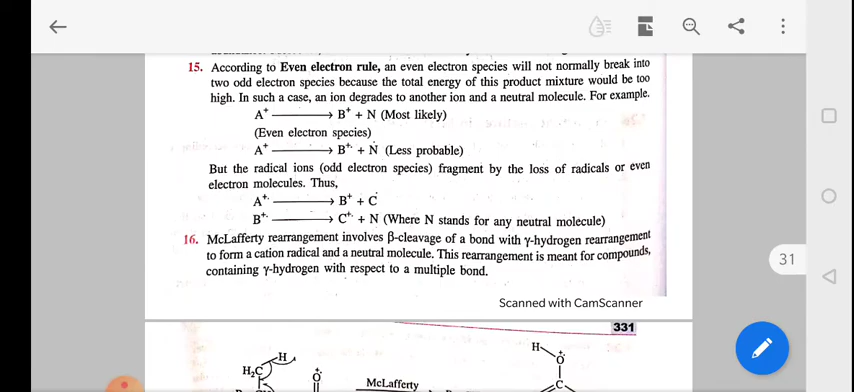 15. According to Even electron rule, an even electron species will not normally break into
two odd electron species because the total energy of this product mixture would be too
high. In such a case, an ion degrades to another ion and a neutral molecule. For example.
A⁺ ⟶ B⁺ + N (Most likely)
(Even electron species)
A⁺ ⟶ B⁺· + Ṅ (Less probable)
But the radical ions (odd electron species) fragment by the loss of radicals or even
electron molecules. Thus,
A⁺· ⟶ B⁺ + Ċ
B⁺· ⟶ C⁺· + N (Where N stands for any neutral molecule)
16. McLafferty rearrangement involves β-cleavage of a bond with γ-hydrogen rearrangement
to form a cation radical and a neutral molecule. This rearrangement is meant for compounds,
containing γ-hydrogen with respect to a multiple bond.
31
Scanned with CamScanner
331
H
H
H₂C
O
O
McLafferty
C